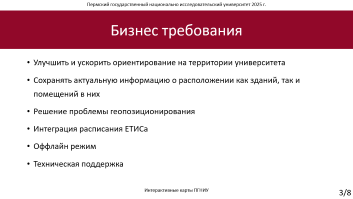 Пермский государственный национально исследовательский университет 2025 г.
Бизнес требования
• Улучшить и ускорить ориентирование на территории университета
• Сохранять актуальную информацию о расположении как зданий, так и
помещений в них
• Решение проблемы геопозиционирования
• Интеграция расписания ЕТИСа
• Оффлайн режим
• Техническая поддержка
Интерактивные карты ПГНИУ
3/8